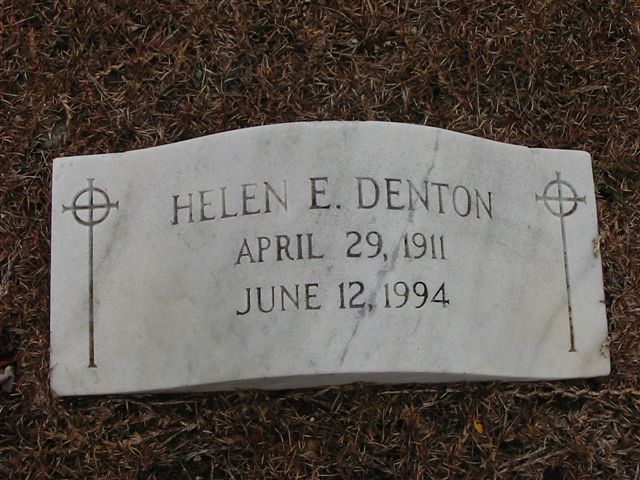 HELEN E. DENTON
APRIL 29, 1911
JUNE 12, 1994